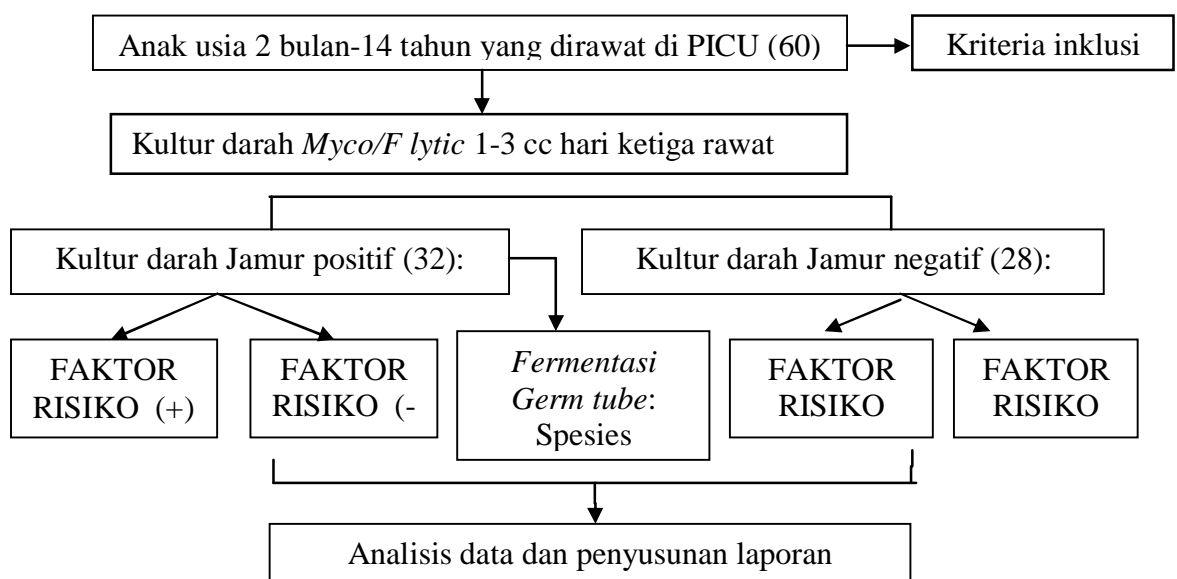 Anak usia 2 bulan-14 tahun yang dirawat di PICU (60)
Kriteria inklusi
Kultur darah Myco/F lytic 1-3 cc hari ketiga rawat
Kultur darah Jamur positif (32):
Kultur darah Jamur negatif (28):
FAKTOR
RISIKO (+)
FAKTOR
RISIKO (-
Fermentasi
Germ tube:
Spesies
FAKTOR
RISIKO
FAKTOR
RISIKO
Analisis data dan penyusunan laporan